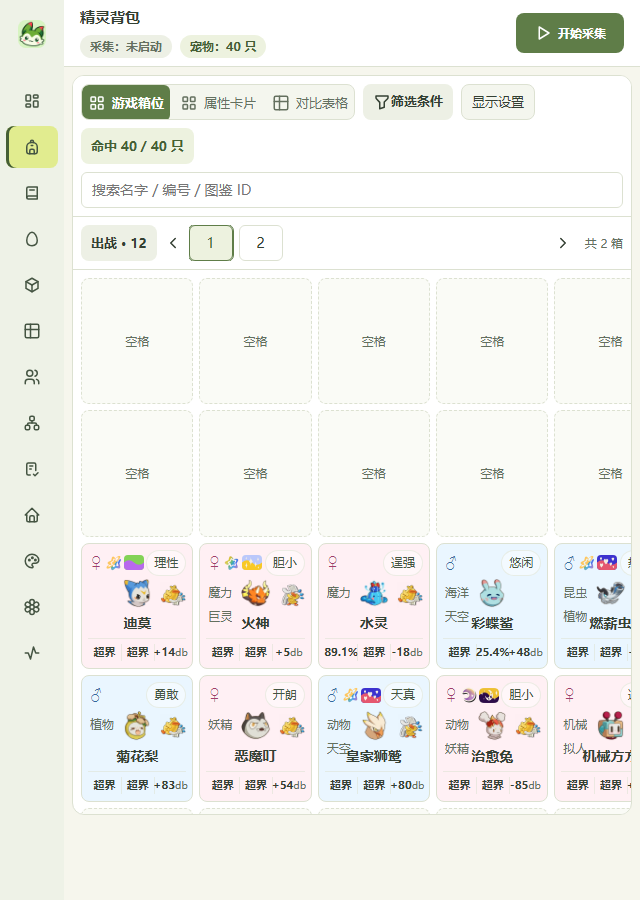 精灵背包
采集：未启动
宠物：40 只
开始采集
游戏箱位
属性卡片
对比表格
筛选条件
显示设置
命中 40 / 40 只
搜索名字 / 编号 / 图鉴 ID
出战 • 12
1
2
共 2 箱
空格 空格 空格 空格 空格
空格 空格 空格 空格 空格
♀ 理性
迪莫
超界 超界 +14db
♀ 胆小
魔力
巨灵
火神
超界 超界 +5db
♀ 逞强
魔力
水灵
89.1% 超界 -18db
♂ 悠闲
海洋
天空
彩蝶鲨
超界 25.4%+48db
♂
昆虫
植物
燃薪虫
超界 超界
♂ 勇敢
植物
菊花梨
超界 超界 +83db
♀ 开朗
妖精
恶魔叮
超界 超界 +54db
♂ 天真
动物
天空
皇家狮鹫
超界 超界 +80db
♀ 胆小
动物
妖精
治愈兔
超界 超界 -85db
♀
机械
拟人
机械方方
超界 超界